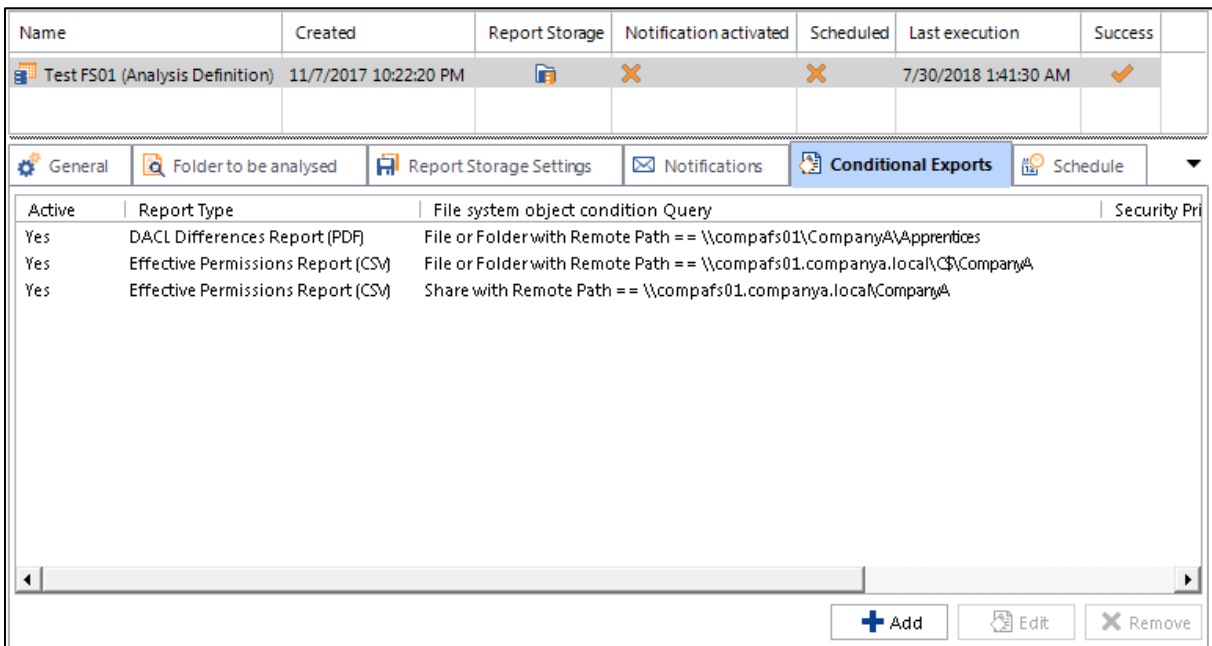 Name Created Report Storage Notification activated Scheduled Last execution Success
Test FS01 (Analysis Definition) 11/7/2017 10:22:20 PM 7/30/2018 1:41:30 AM
General Folder to be analysed Report Storage Settings Notifications Conditional Exports Schedule
Active Report Type File system object condition Query Security Pri
Yes DACL Differences Report (PDF) File or Folder with Remote Path == \\compafs01\CompanyA\Apprentices
Yes Effective Permissions Report (CSV) File or Folder with Remote Path == \\compafs01.companya.local\C$\CompanyA
Yes Effective Permissions Report (CSV) Share with Remote Path == \\compafs01.companya.local\CompanyA
Add Edit Remove